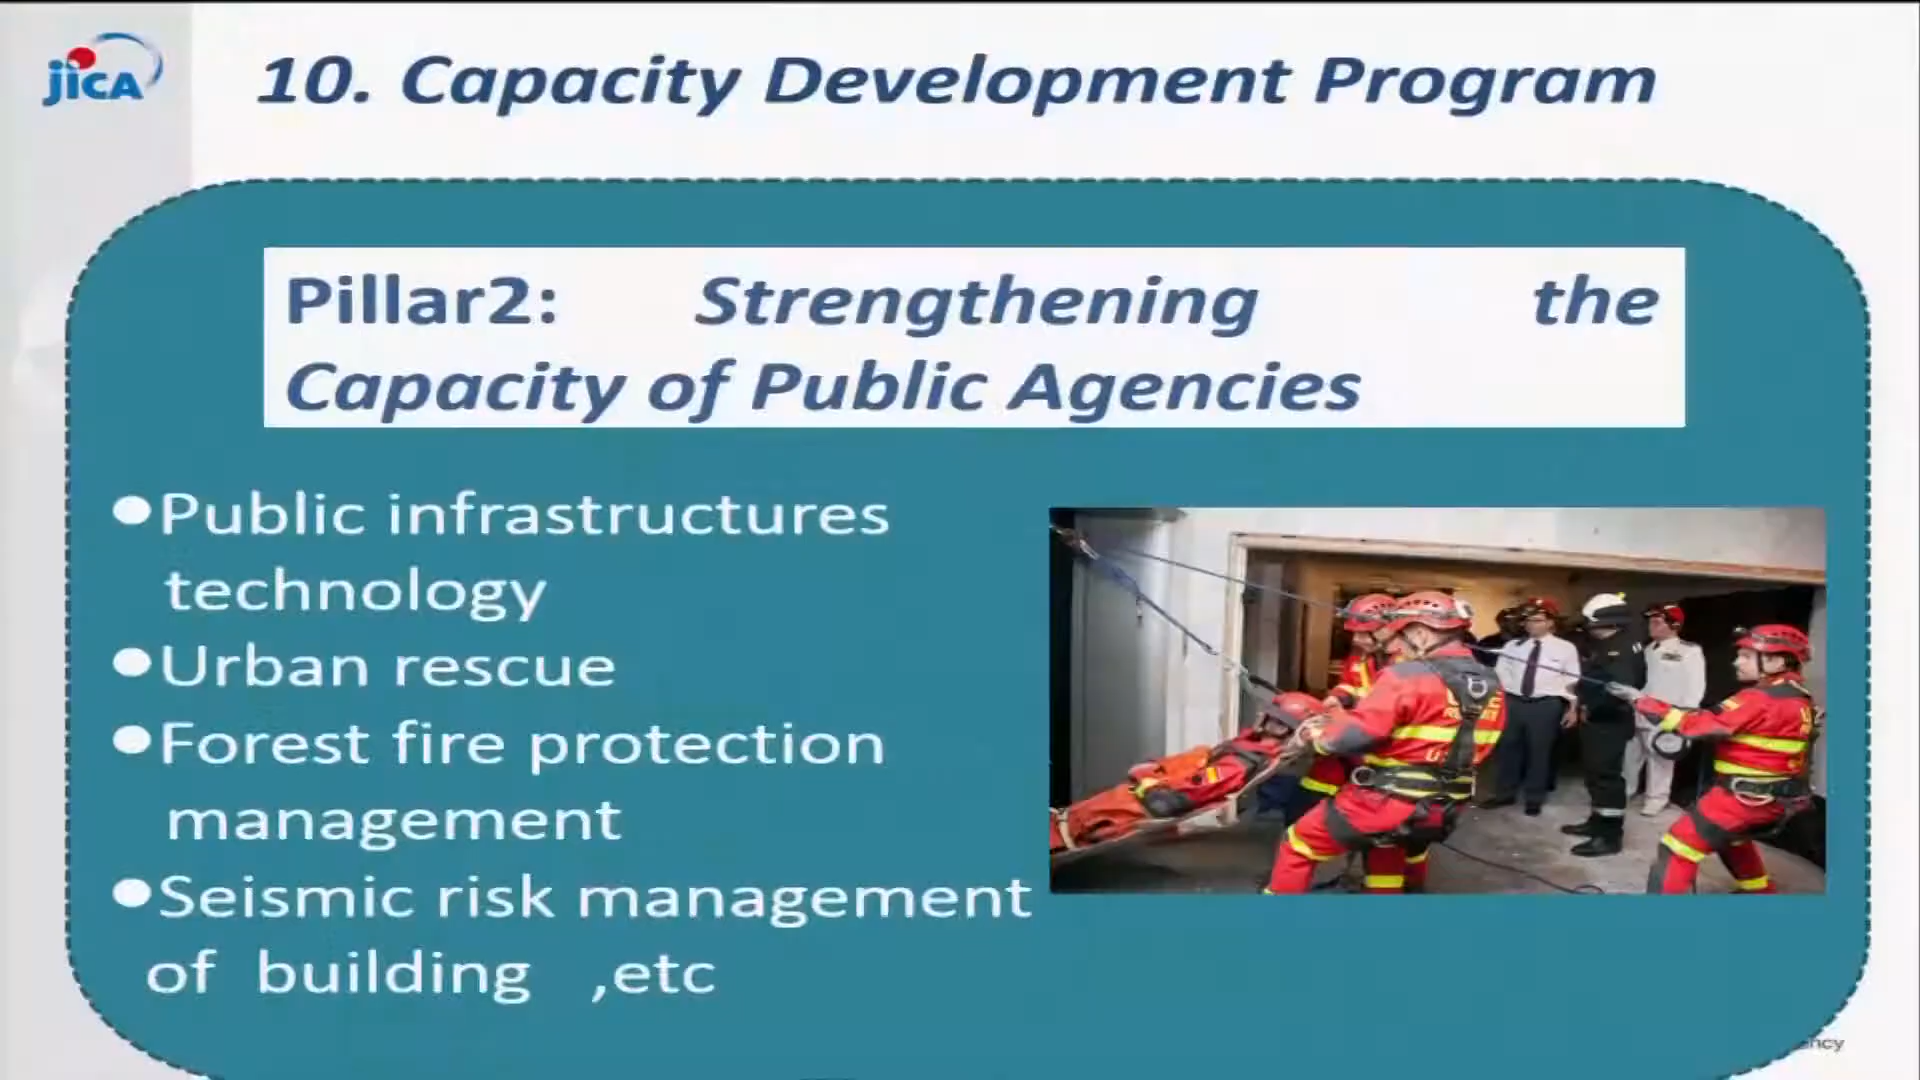 JICA
10. Capacity Development Program
Pillar2: Strengthening the
Capacity of Public Agencies
●Public infrastructures
technology
●Urban rescue
●Forest fire protection
management
●Seismic risk management
of building ,etc